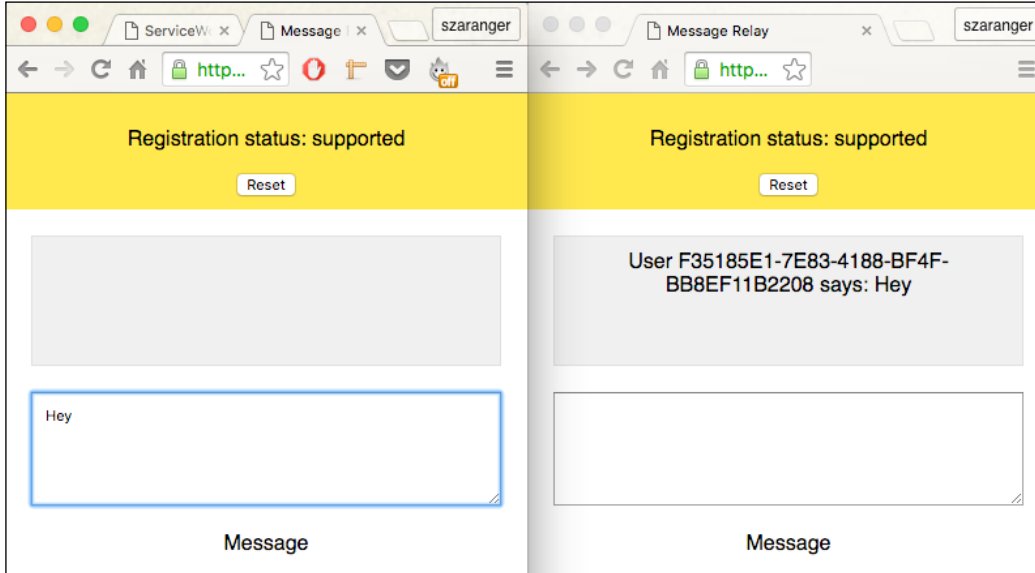 ServiceW
Message
szaranger
http...
off
Registration status: supported
Reset
Hey
Message
Message Relay
szaranger
http...
Registration status: supported
Reset
User F35185E1-7E83-4188-BF4F-
BB8EF11B2208 says: Hey
Message